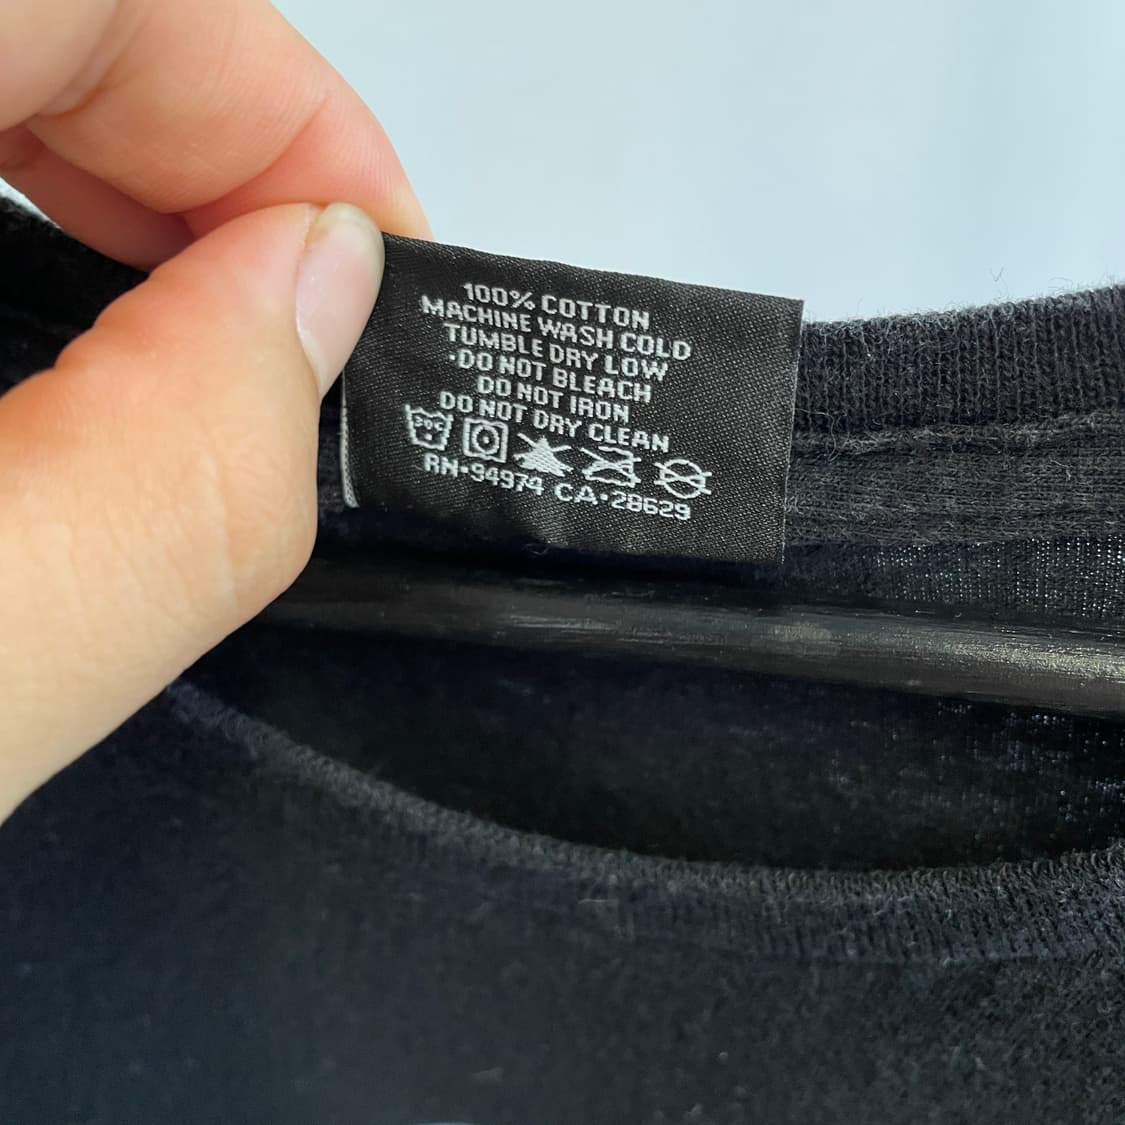 100% COTTON
MACHINE WASH COLD
TUMBLE DRY LOW
·DO NOT BLEACH
DO NOT IRON
DO NOT DRY CLEAN
30C
RN·94974 CA·28629